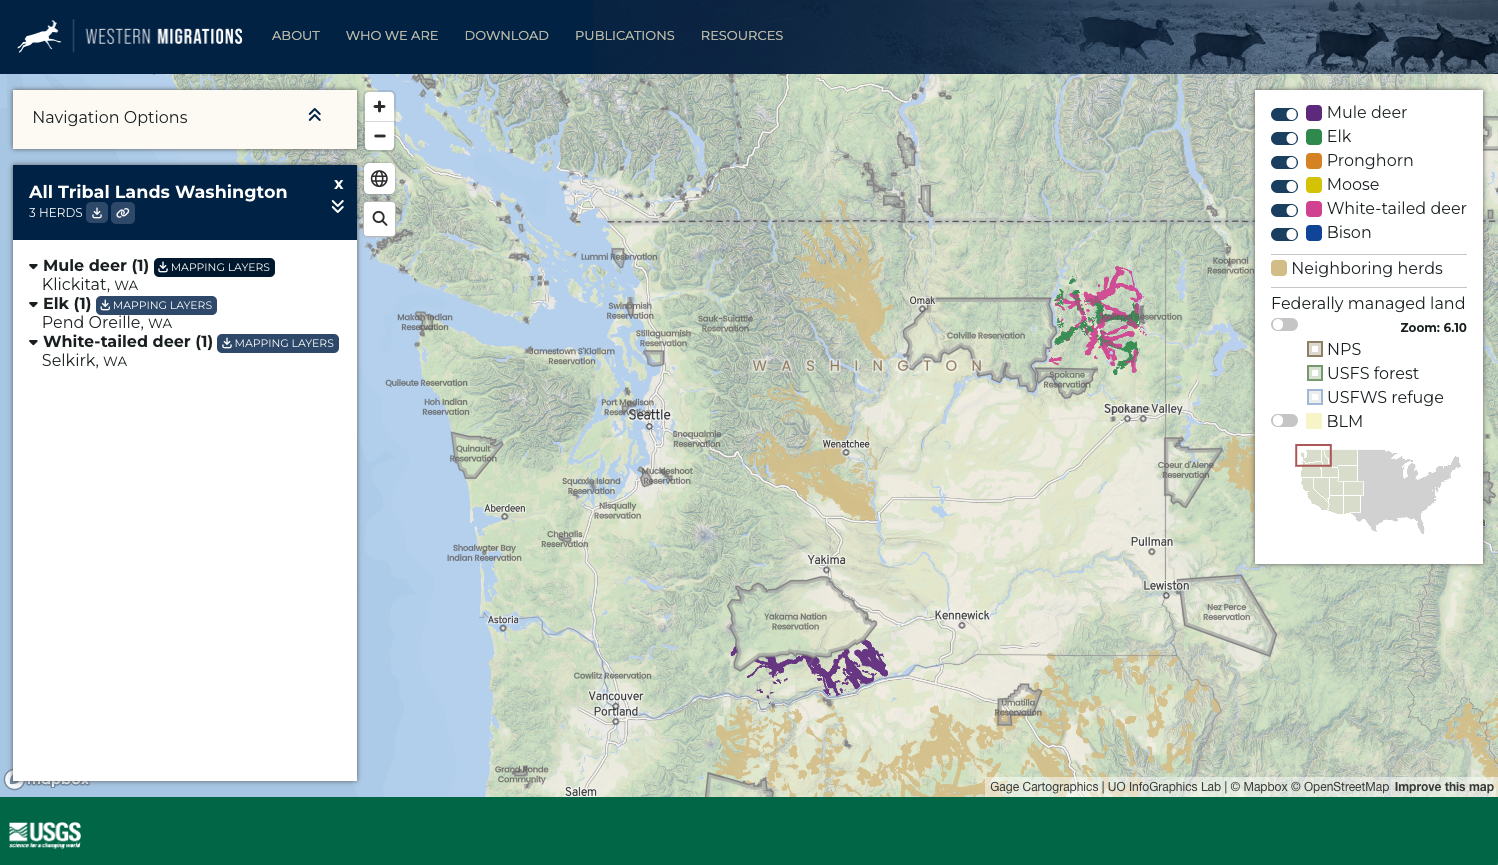 WESTERN MIGRATIONS
ABOUT
WHO WE ARE
DOWNLOAD
PUBLICATIONS
RESOURCES
Navigation Options
All Tribal Lands Washington
x
3 HERDS
Mule deer (1) MAPPING LAYERS
Klickitat, WA
Elk (1) MAPPING LAYERS
Pend Oreille, WA
White-tailed deer (1) MAPPING LAYERS
Selkirk, WA
Mule deer
Elk
Pronghorn
Moose
White-tailed deer
Bison
Neighboring herds
Federally managed land
Zoom: 6.10
NPS
USFS forest
USFWS refuge
BLM
Lummi Reservation
Kootenai
Reservation
Makah Indian
Reservation
Swinomish
Reservation
Sauk-Suiattle
Reservation
Omak
Colville Reservation
Reservation
Stillaguamish
Reservation
Jamestown S'Klallam
Reservation
WASHINGTON
Spokane
Reservation
Quileute Reservation
Hoh Indian
Reservation
Port Madison
Reservation
Seattle
Spokane Valley
Snoqualmie
Reservation
Wenatchee
Quinault
Reservation
Muckleshoot
Reservation
Coeur d'Alene
Reservation
Squaxin Island
Reservation
Nisqually
Reservation
Aberdeen
Chehalis
Reservation
Shoalwater Bay
Indian Reservation
Pullman
Yakima
Lewiston
Yakama Nation
Reservation
Kennewick
Nez Perce
Reservation
Astoria
Cowlitz Reservation
Vancouver
Portland
Umatilla
Reservation
Grand Ronde
Community
Salem
mapbox
Gage Cartographics | UO InfoGraphics Lab | © Mapbox © OpenStreetMap Improve this map
USGS
science for a changing world